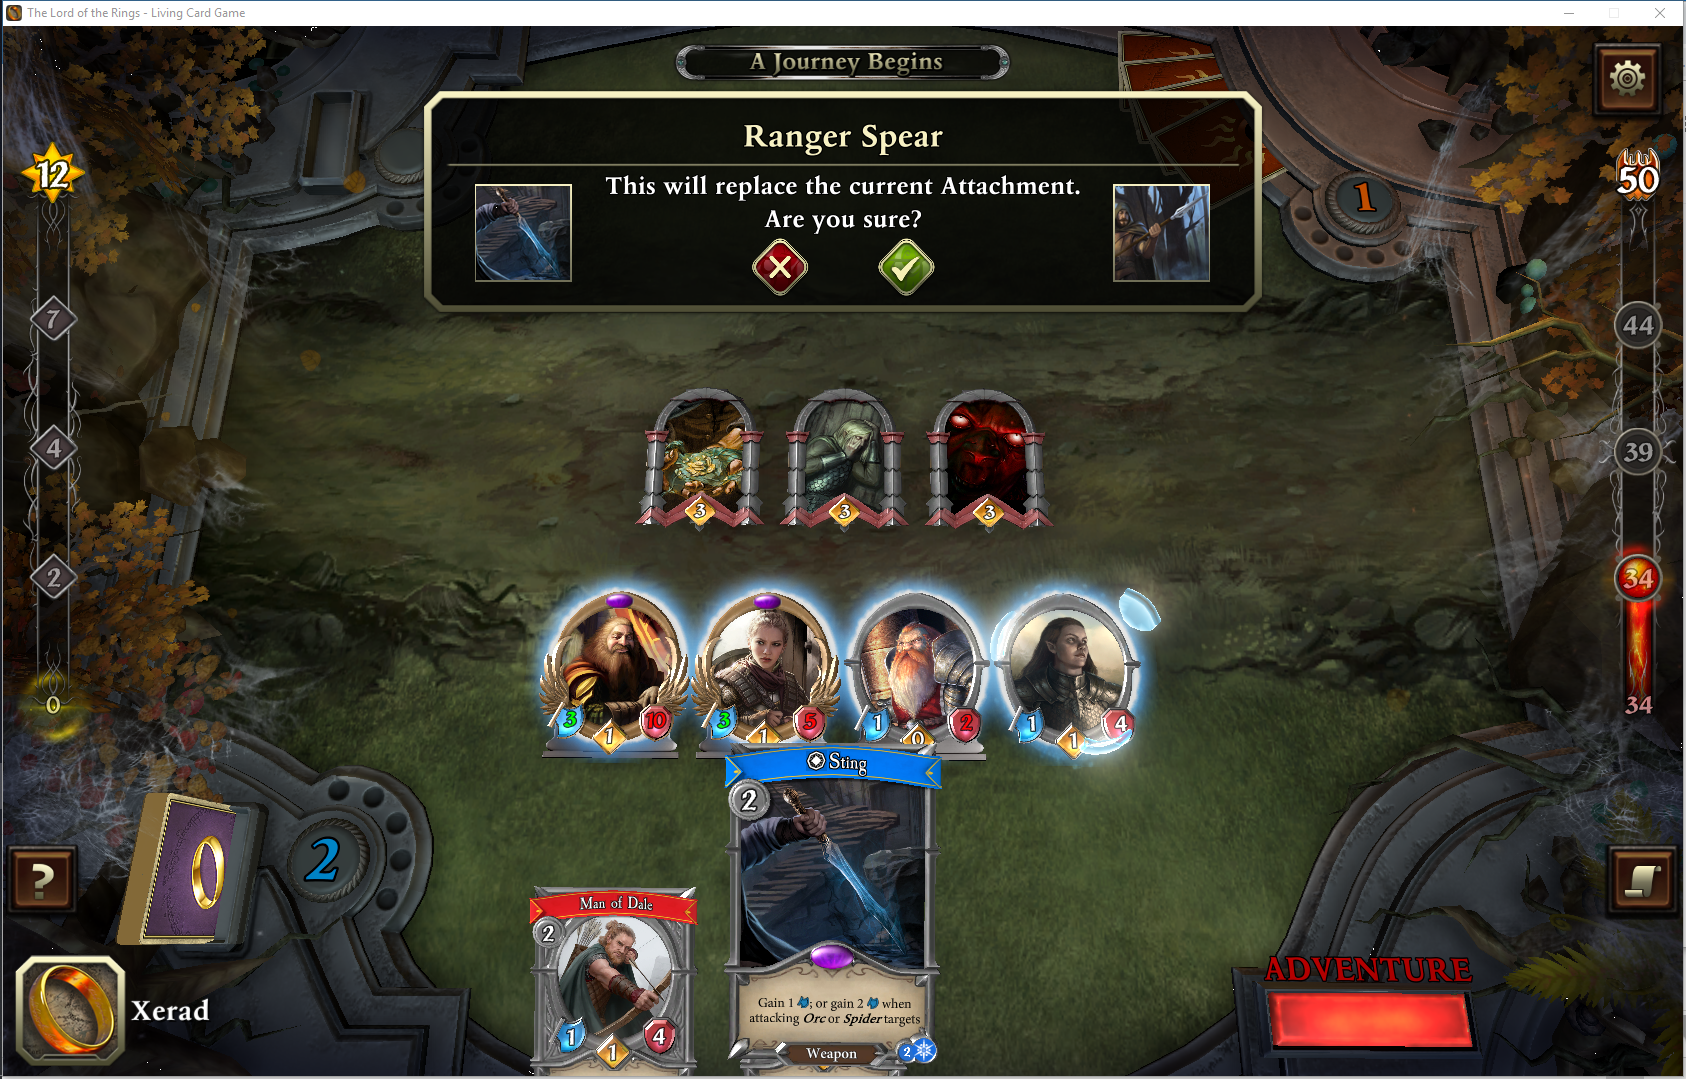 The Lord of the Rings - Living Card Game
A Journey Begins
Ranger Spear
This will replace the current Attachment.
Are you sure?
12
50
1
7
44
4
39
3
3
3
2
34
3
1
10
3
1
5
1
0
2
1
1
4
0
34
Sting
2
2
?
Man of Dale
2
Gain 1 ; or gain 2 when
attacking Orc or Spider targets
1
1
4
Weapon
2
ADVENTURE
Xerad